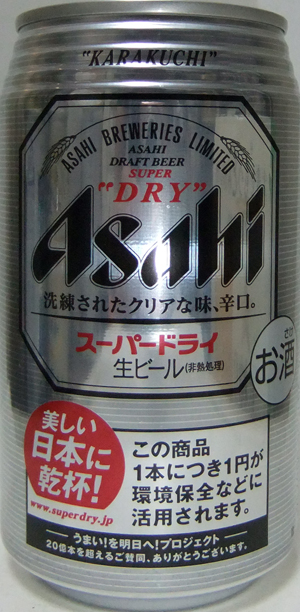 "KARAKUCHI"
ASAHI BREWERIES LIMITED
ASAHI
DRAFT BEER
SUPER
"DRY"
Asahi
洗練されたクリアな味、辛口。
スーパードライ
生ビール(非熱処理)
さけ
お酒
美しい
日本に
乾杯!
www.superdry.jp
この商品
1本につき1円が
環境保全などに
活用されます。
うまい!を明日へ!プロジェクト
20億本を超えるご賛同、ありがとうございます。